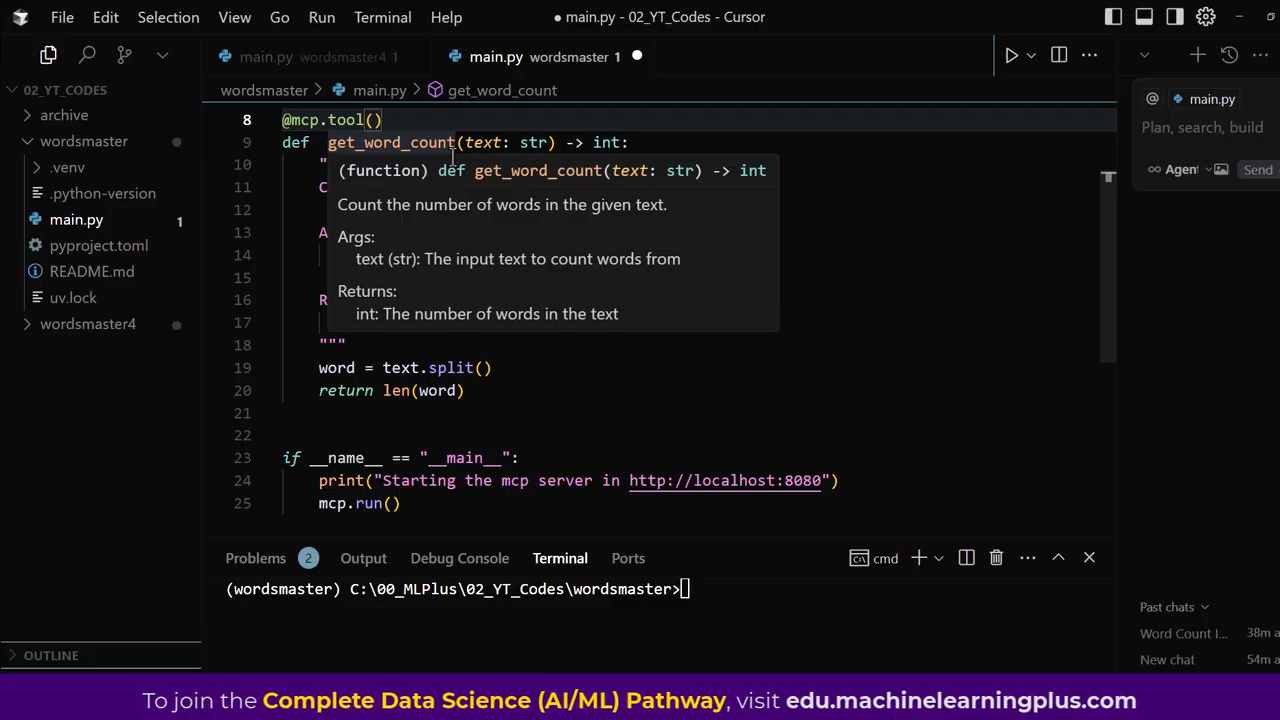 File Edit Selection View Go Run Terminal Help
● main.py - 02_YT_Codes - Cursor
main.py wordsmaster4 1
main.py wordsmaster 1
02_YT_CODES
archive
wordsmaster
.venv
.python-version
main.py 1
pyproject.toml
README.md
uv.lock
wordsmaster4
OUTLINE
wordsmaster > main.py > get_word_count
8 @mcp.tool()
9 def get_word_count(text: str) -> int:
10 "
11 C
12
13 A
14
15
16 R
17
18 """
19 word = text.split()
20 return len(word)
21
22
23 if __name__ == "__main__":
24 print("Starting the mcp server in http://localhost:8080")
25 mcp.run()
(function) def get_word_count(text: str) -> int
Count the number of words in the given text.
Args:
text (str): The input text to count words from
Returns:
int: The number of words in the text
Problems 2 Output Debug Console Terminal Ports
cmd
(wordsmaster) C:\00_MLPlus\02_YT_Codes\wordsmaster>
@ main.py
Plan, search, build
Agent
Send
Past chats
Word Count I... 38m a
New chat 54m a
To join the Complete Data Science (AI/ML) Pathway, visit edu.machinelearningplus.com